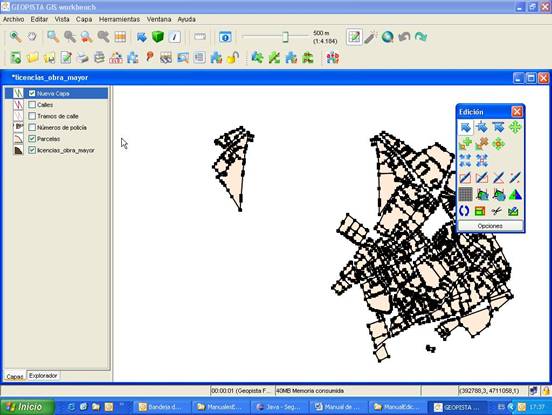 GEOPISTA GIS workbench
Archivo Editar Vista Capa Herramientas Ventana Ayuda
500 m
(1:4.184)
*licencias_obra_mayor
Nueva Capa
Calles
Tramos de calle
Números de policía
Parcelas
licencias_obra_mayor
Edición
Opciones
Capas Explorador
00:00:01 (Geopista F... 40MB Memoria consumida (392788,3, 4711058,1)
Inicio Bandeja d... ManualesE... Java - Seg... Manual de ... ManualEdic... GEOPISTA ... ES 17:37